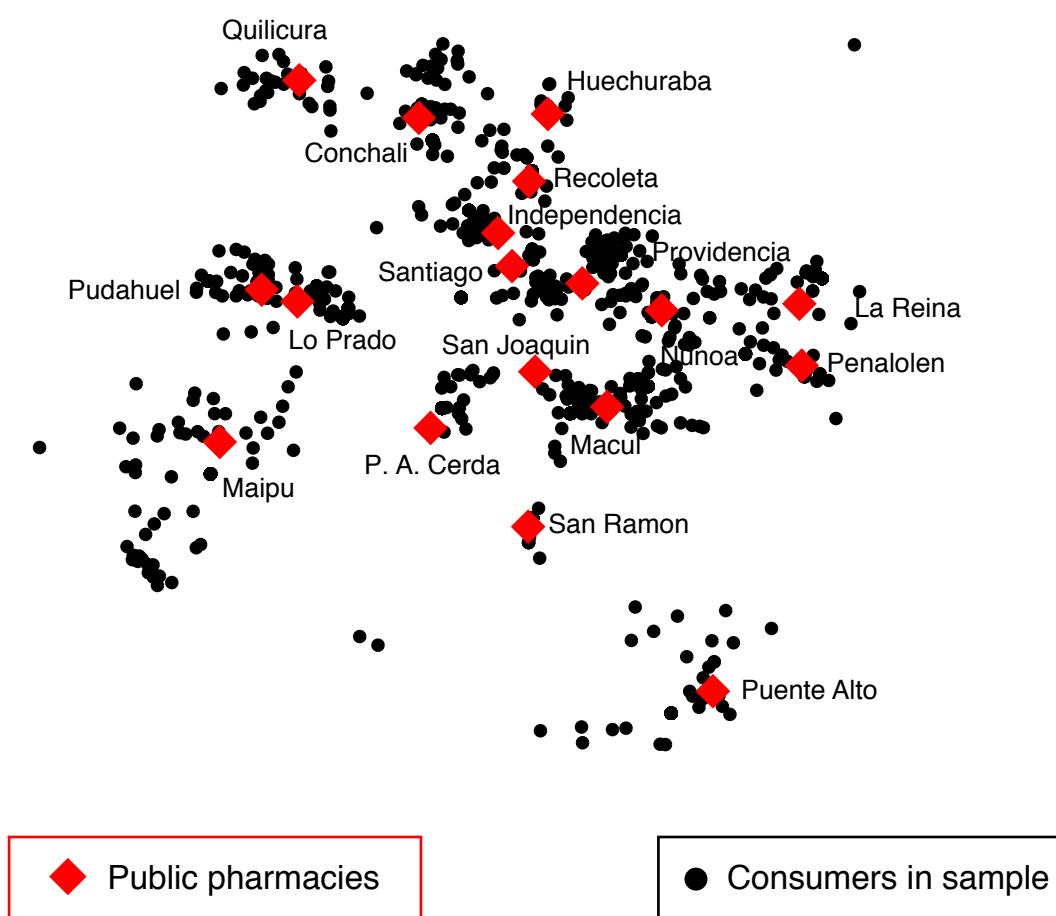 Quilicura
Huechuraba
Conchali
Recoleta
Independencia
Providencia
Santiago
Pudahuel
La Reina
Lo Prado
San Joaquin
Nunoa
Penalolen
Macul
P. A. Cerda
Maipu
San Ramon
Puente Alto
Public pharmacies
Consumers in sample